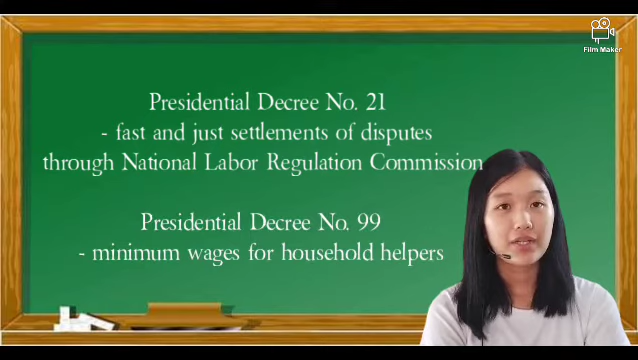 Film Maker
Presidential Decree No. 21
- fast and just settlements of disputes
through National Labor Regulation Commission
Presidential Decree No. 99
- minimum wages for household helpers